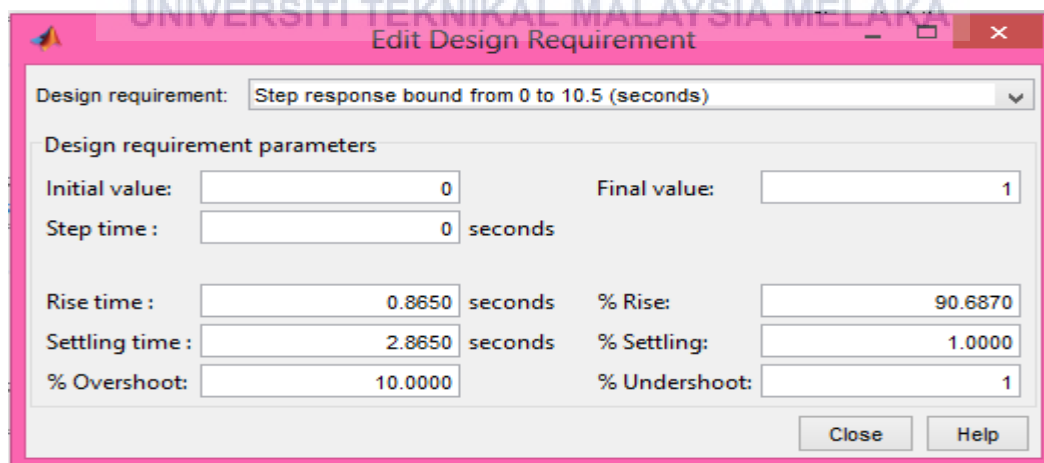 UNIVERSITI TEKNIKAL MALAYSIA MELAKA
Edit Design Requirement
Design requirement: Step response bound from 0 to 10.5 (seconds)
Design requirement parameters
Initial value: 0 Final value: 1
Step time : 0 seconds
Rise time : 0.8650 seconds % Rise: 90.6870
Settling time : 2.8650 seconds % Settling: 1.0000
% Overshoot: 10.0000 % Undershoot: 1
Close Help